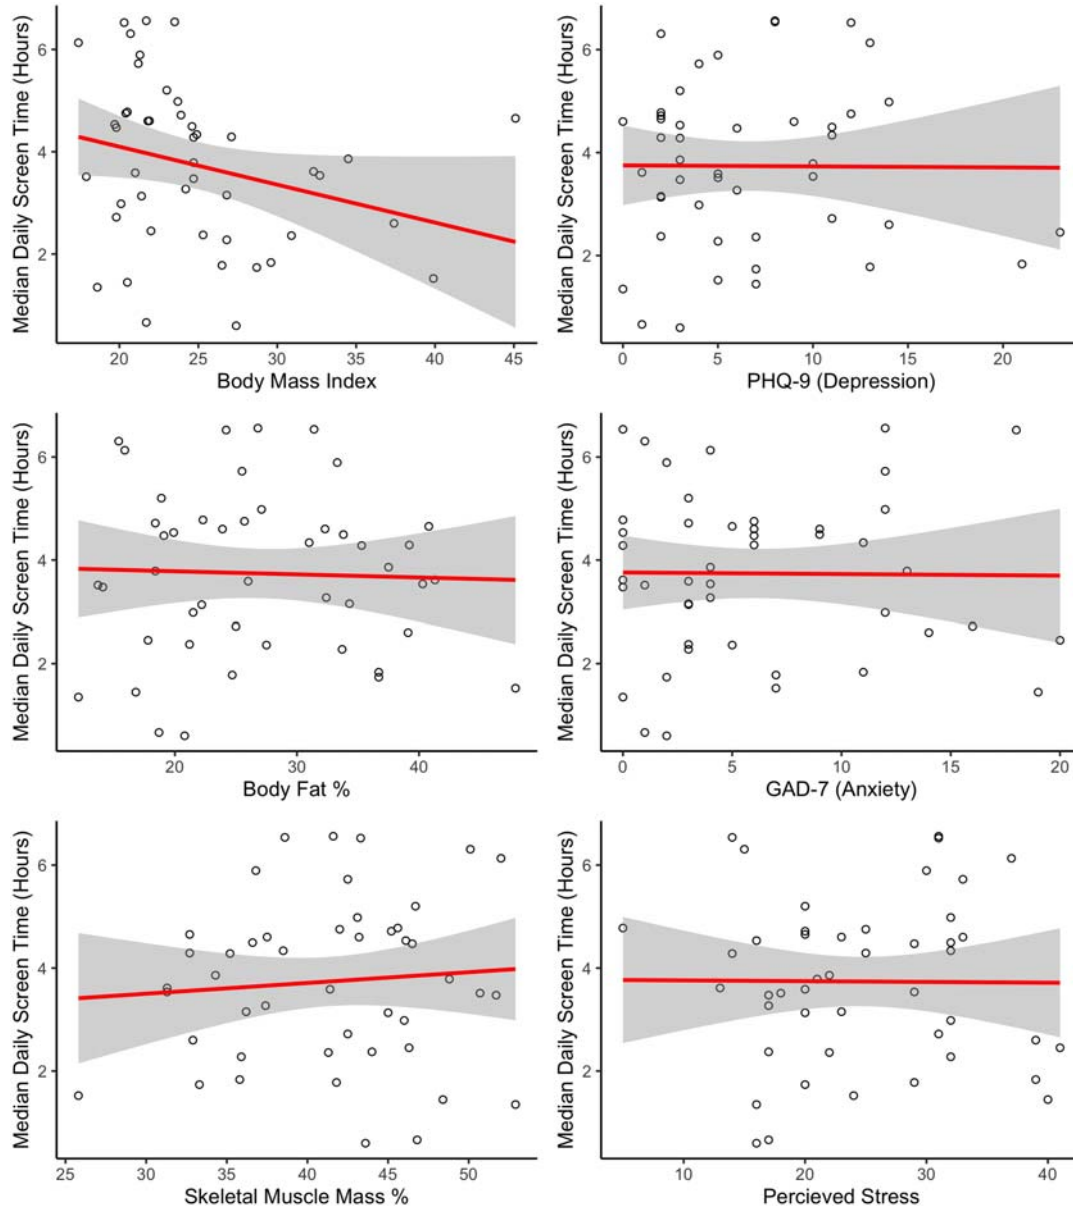 Median Daily Screen Time (Hours)
6
4
2
20 25 30 35 40 45
Body Mass Index
Median Daily Screen Time (Hours)
6
4
2
0 5 10 15 20
PHQ-9 (Depression)
Median Daily Screen Time (Hours)
6
4
2
20 30 40
Body Fat %
Median Daily Screen Time (Hours)
6
4
2
0 5 10 15 20
GAD-7 (Anxiety)
Median Daily Screen Time (Hours)
6
4
2
25 30 35 40 45 50
Skeletal Muscle Mass %
Median Daily Screen Time (Hours)
6
4
2
10 20 30 40
Percieved Stress